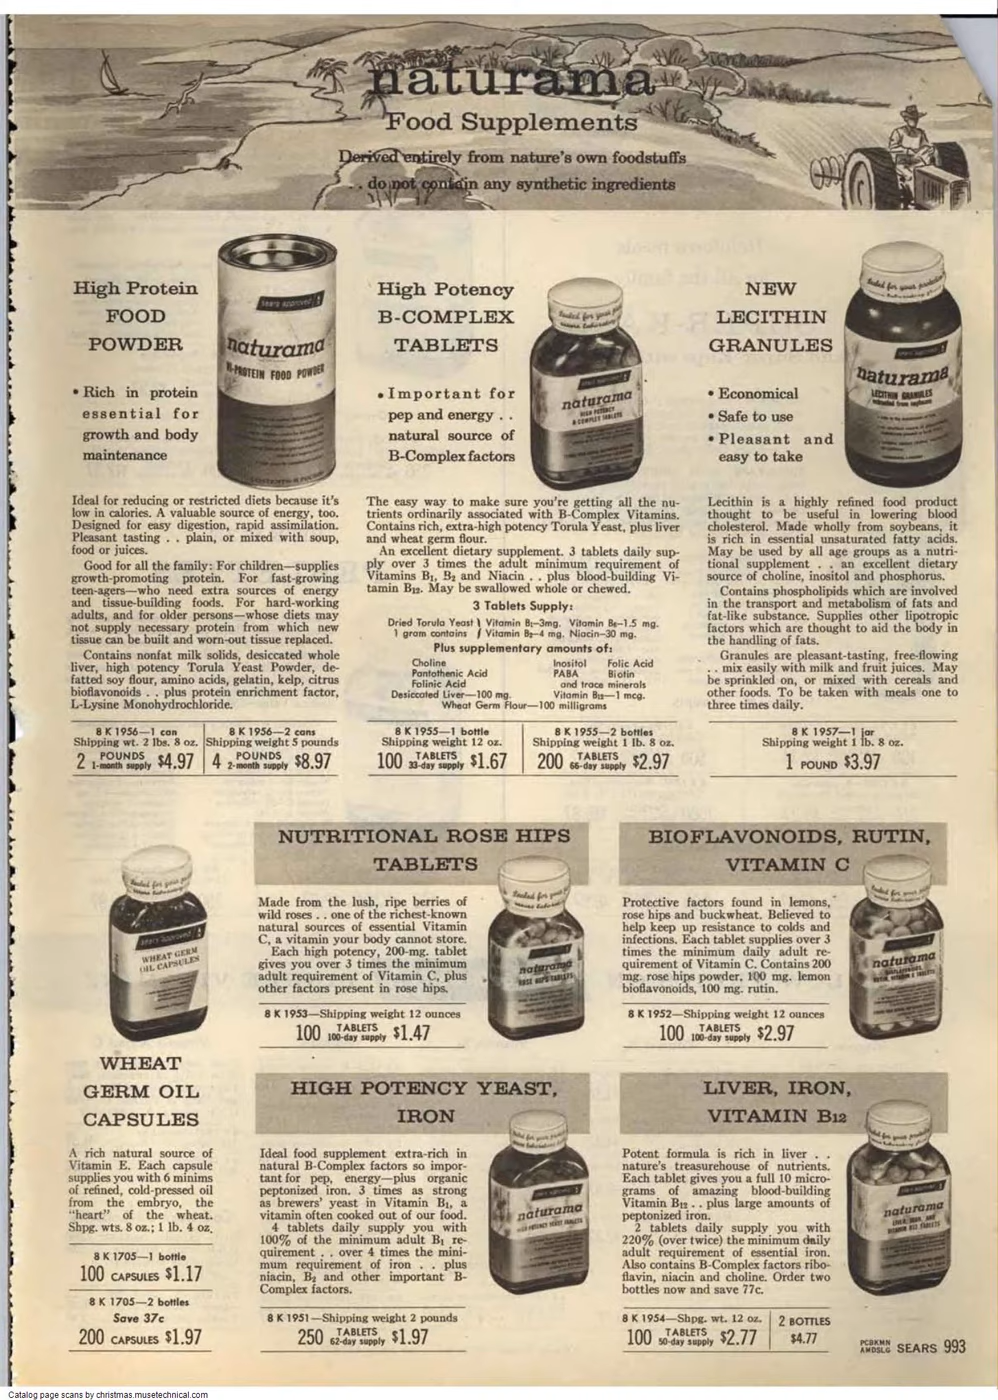 naturama
Food Supplements
Derived entirely from nature's own foodstuffs
. . do not contain any synthetic ingredients
High Protein
FOOD
POWDER
• Rich in protein
essential for
growth and body
maintenance
sears approved
naturama
HI-PROTEIN FOOD POWDER
Ideal for reducing or restricted diets because it's
low in calories. A valuable source of energy, too.
Designed for easy digestion, rapid assimilation.
Pleasant tasting . . plain, or mixed with soup,
food or juices.
Good for all the family: For children—supplies
growth-promoting protein. For fast-growing
teen-agers—who need extra sources of energy
and tissue-building foods. For hard-working
adults, and for older persons—whose diets may
not supply necessary protein from which new
tissue can be built and worn-out tissue replaced.
Contains nonfat milk solids, desiccated whole
liver, high potency Torula Yeast Powder, de-
fatted soy flour, amino acids, gelatin, kelp, citrus
bioflavonoids . . plus protein enrichment factor,
L-Lysine Monohydrochloride.
8 K 1956—1 can
Shipping wt. 2 lbs. 8 oz.
2 POUNDS 1-month supply $4.97
8 K 1956—2 cans
Shipping weight 5 pounds
4 POUNDS 2-month supply $8.97
High Potency
B-COMPLEX
TABLETS
• Important for
pep and energy . .
natural source of
B-Complex factors
naturama
HIGH POTENCY
B-COMPLEX TABLETS
The easy way to make sure you're getting all the nu-
trients ordinarily associated with B-Complex Vitamins.
Contains rich, extra-high potency Torula Yeast, plus liver
and wheat germ flour.
An excellent dietary supplement. 3 tablets daily sup-
ply over 3 times the adult minimum requirement of
Vitamins B1, B2 and Niacin . . plus blood-building Vi-
tamin B12. May be swallowed whole or chewed.
3 Tablets Supply:
Dried Torula Yeast } Vitamin B1–3mg. Vitamin B6–1.5 mg.
1 gram contains } Vitamin B2–4 mg. Niacin–30 mg.
Plus supplementary amounts of:
Choline Inositol Folic Acid
Pantothenic Acid PABA Biotin
Folinic Acid and trace minerals
Desiccated Liver—100 mg. Vitamin B12—1 mcg.
Wheat Germ Flour—100 milligrams
8 K 1955—1 bottle
Shipping weight 12 oz.
100 TABLETS 33-day supply $1.67
8 K 1955—2 bottles
Shipping weight 1 lb. 8 oz.
200 TABLETS 66-day supply $2.97
NEW
LECITHIN
GRANULES
• Economical
• Safe to use
• Pleasant and
easy to take
naturama
LECITHIN GRANULES
Lecithin is a highly refined food product
thought to be useful in lowering blood
cholesterol. Made wholly from soybeans, it
is rich in essential unsaturated fatty acids.
May be used by all age groups as a nutri-
tional supplement . . an excellent dietary
source of choline, inositol and phosphorus.
Contains phospholipids which are involved
in the transport and metabolism of fats and
fat-like substance. Supplies other lipotropic
factors which are thought to aid the body in
the handling of fats.
Granules are pleasant-tasting, free-flowing
. . mix easily with milk and fruit juices. May
be sprinkled on, or mixed with cereals and
other foods. To be taken with meals one to
three times daily.
8 K 1957—1 jar
Shipping weight 1 lb. 8 oz.
1 POUND $3.97
sears approved
WHEAT GERM
OIL CAPSULES
WHEAT
GERM OIL
CAPSULES
A rich natural source of
Vitamin E. Each capsule
supplies you with 6 minims
of refined, cold-pressed oil
from the embryo, the
"heart" of the wheat.
Shpg. wts. 8 oz.; 1 lb. 4 oz.
8 K 1705—1 bottle
100 CAPSULES $1.17
8 K 1705—2 bottles
Save 37c
200 CAPSULES $1.97
NUTRITIONAL ROSE HIPS
TABLETS
Made from the lush, ripe berries of
wild roses . . one of the richest-known
natural sources of essential Vitamin
C, a vitamin your body cannot store.
Each high potency, 200-mg. tablet
gives you over 3 times the minimum
adult requirement of Vitamin C, plus
other factors present in rose hips.
naturama
ROSE HIPS TABLETS
8 K 1953—Shipping weight 12 ounces
100 TABLETS 100-day supply $1.47
BIOFLAVONOIDS, RUTIN,
VITAMIN C
Protective factors found in lemons,
rose hips and buckwheat. Believed to
help keep up resistance to colds and
infections. Each tablet supplies over 3
times the minimum daily adult re-
quirement of Vitamin C. Contains 200
mg. rose hips powder, 100 mg. lemon
bioflavonoids, 100 mg. rutin.
naturama
8 K 1952—Shipping weight 12 ounces
100 TABLETS 100-day supply $2.97
HIGH POTENCY YEAST,
IRON
Ideal food supplement extra-rich in
natural B-Complex factors so impor-
tant for pep, energy—plus organic
peptonized iron. 3 times as strong
as brewers' yeast in Vitamin B1, a
vitamin often cooked out of our food.
4 tablets daily supply you with
100% of the minimum adult B1 re-
quirement . . over 4 times the mini-
mum requirement of iron . . plus
niacin, B2 and other important B-
Complex factors.
naturama
8 K 1951—Shipping weight 2 pounds
250 TABLETS 62-day supply $1.97
LIVER, IRON,
VITAMIN B12
Potent formula is rich in liver . .
nature's treasurehouse of nutrients.
Each tablet gives you a full 10 micro-
grams of amazing blood-building
Vitamin B12 . . plus large amounts of
peptonized iron.
2 tablets daily supply you with
220% (over twice) the minimum daily
adult requirement of essential iron.
Also contains B-Complex factors ribo-
flavin, niacin and choline. Order two
bottles now and save 77c.
naturama
8 K 1954—Shpg. wt. 12 oz.
100 TABLETS 50-day supply $2.77
2 BOTTLES
$4.77
PCBKMN
AMDSLG SEARS 993
Catalog page scans by christmas.musetechnical.com